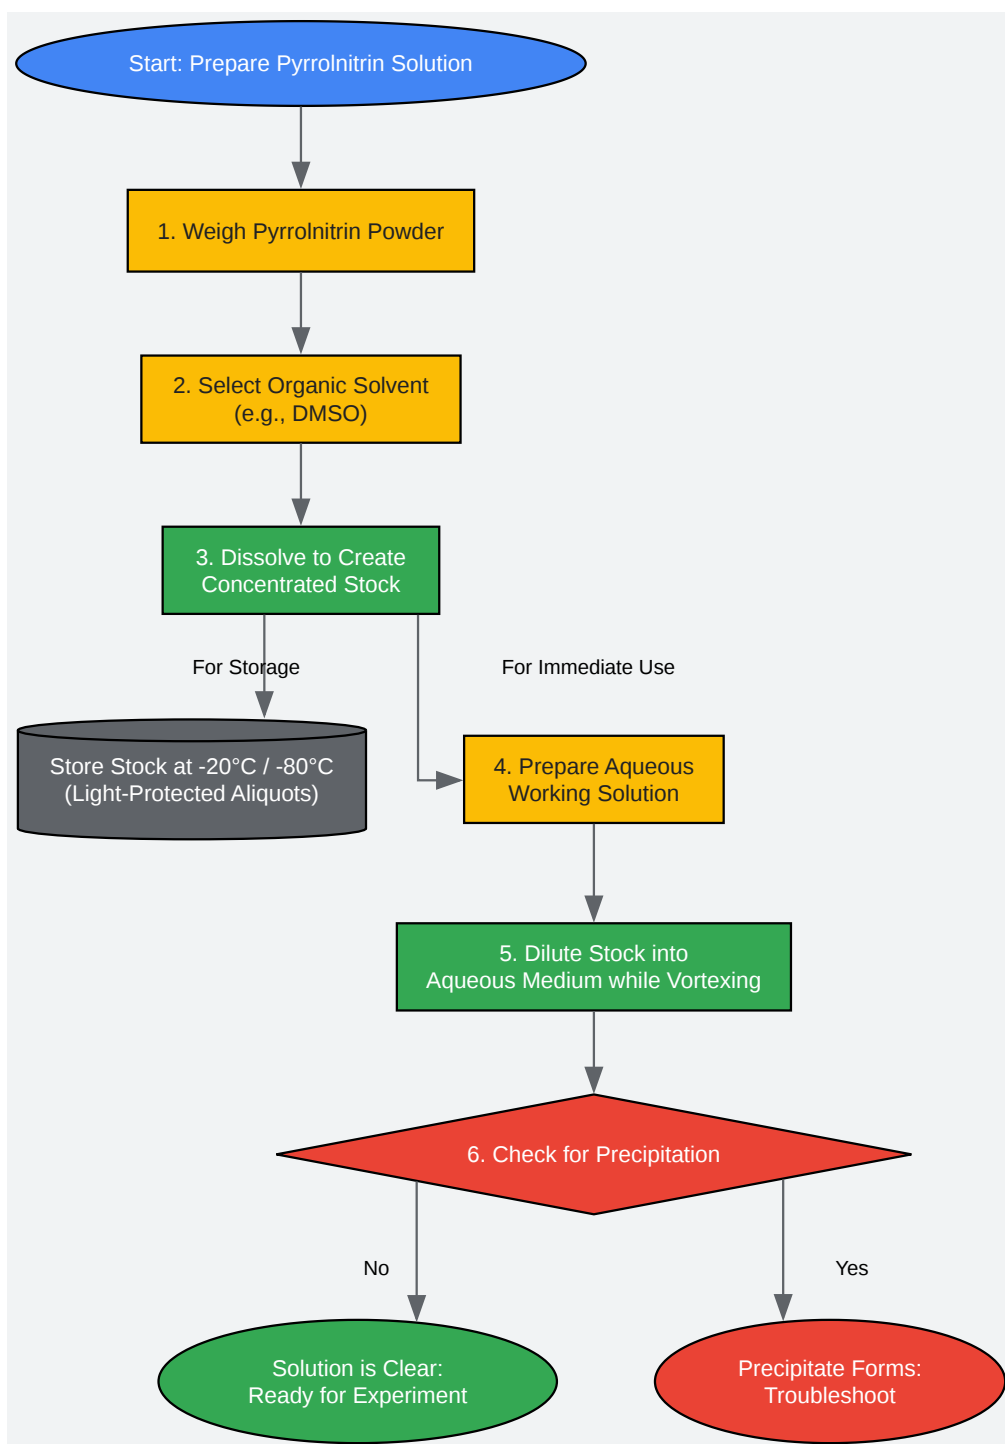 Start: Prepare Pyrrolnitrin Solution
1. Weigh Pyrrolnitrin Powder
2. Select Organic Solvent
(e.g., DMSO)
3. Dissolve to Create
Concentrated Stock
For Storage
For Immediate Use
Store Stock at -20°C / -80°C
(Light-Protected Aliquots)
4. Prepare Aqueous
Working Solution
5. Dilute Stock into
Aqueous Medium while Vortexing
6. Check for Precipitation
No
Yes
Solution is Clear:
Ready for Experiment
Precipitate Forms:
Troubleshoot